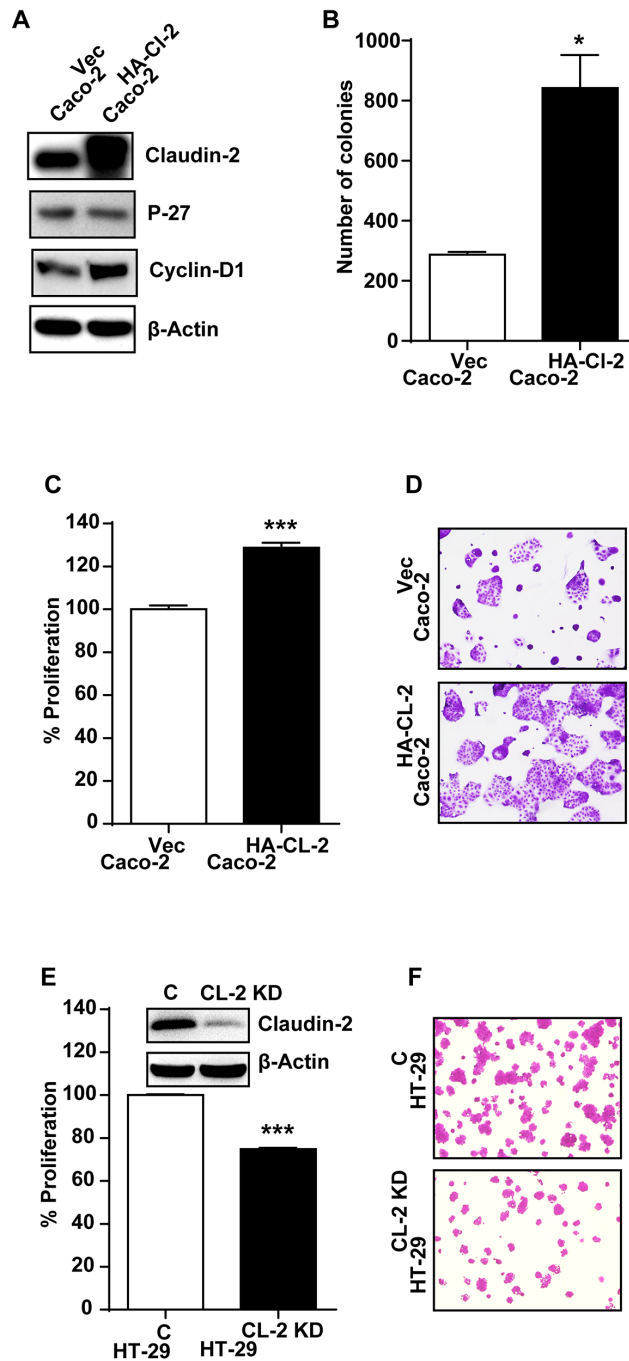 A
Vec
Caco-2
HA-Cl-2
Caco-2
Claudin-2
P-27
Cyclin-D1
β-Actin
B
Number of colonies
1000
800
600
400
200
0
*
Vec
Caco-2
HA-Cl-2
Caco-2
C
% Proliferation
140
120
100
80
60
40
20
0
***
Vec
Caco-2
HA-CL-2
Caco-2
D
Vec
Caco-2
HA-CL-2
Caco-2
E
C CL-2 KD
Claudin-2
β-Actin
% Proliferation
140
120
100
80
60
40
20
0
***
C
HT-29
CL-2 KD
HT-29
F
C
HT-29
CL-2 KD
HT-29